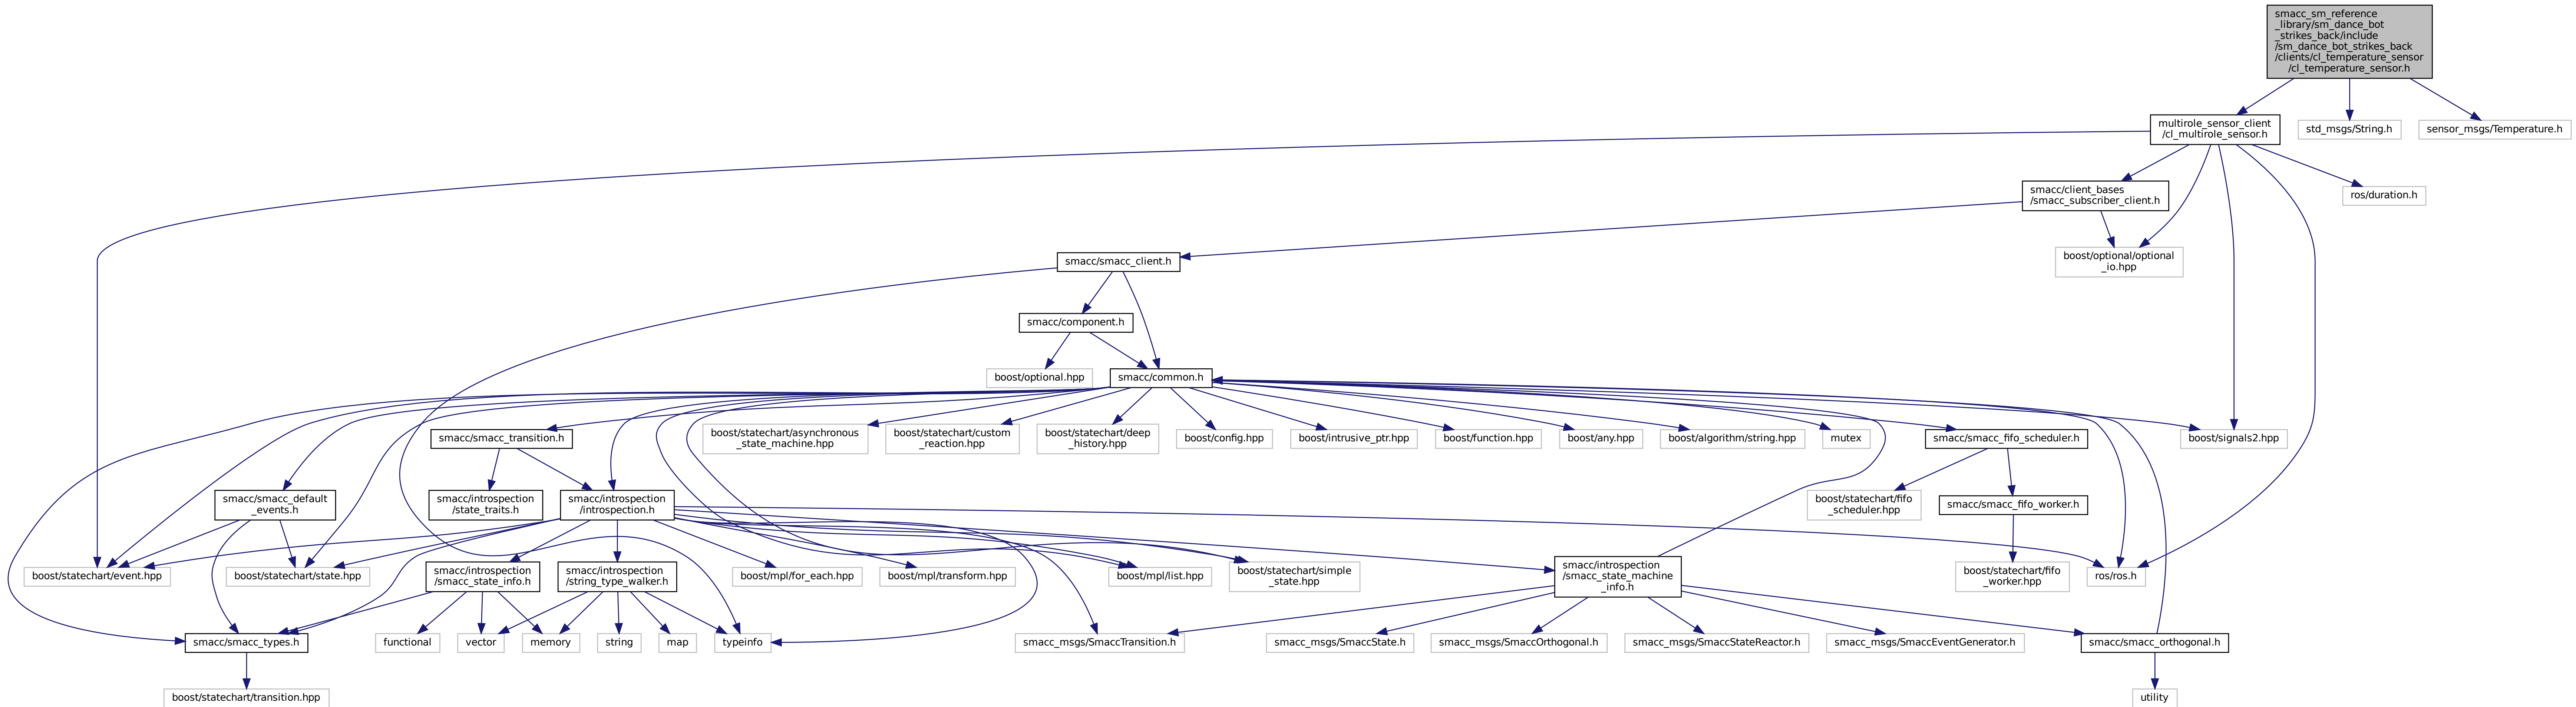 smacc_sm_reference
_library/sm_dance_bot
_strikes_back/include
/sm_dance_bot_strikes_back
/clients/cl_temperature_sensor
/cl_temperature_sensor.h
multirole_sensor_client
/cl_multirole_sensor.h
std_msgs/String.h
sensor_msgs/Temperature.h
smacc/client_bases
/smacc_subscriber_client.h
ros/duration.h
smacc/smacc_client.h
boost/optional/optional
_io.hpp
smacc/component.h
boost/optional.hpp
smacc/common.h
smacc/smacc_transition.h
boost/statechart/asynchronous
_state_machine.hpp
boost/statechart/custom
_reaction.hpp
boost/statechart/deep
_history.hpp
boost/config.hpp
boost/intrusive_ptr.hpp
boost/function.hpp
boost/any.hpp
boost/algorithm/string.hpp
mutex
smacc/smacc_fifo_scheduler.h
boost/signals2.hpp
smacc/smacc_default
_events.h
smacc/introspection
/state_traits.h
smacc/introspection
/introspection.h
boost/statechart/fifo
_scheduler.hpp
smacc/smacc_fifo_worker.h
boost/statechart/event.hpp
boost/statechart/state.hpp
smacc/introspection
/smacc_state_info.h
smacc/introspection
/string_type_walker.h
boost/mpl/for_each.hpp
boost/mpl/transform.hpp
boost/mpl/list.hpp
boost/statechart/simple
_state.hpp
smacc/introspection
/smacc_state_machine
_info.h
boost/statechart/fifo
_worker.hpp
ros/ros.h
smacc/smacc_types.h
functional
vector
memory
string
map
typeinfo
smacc_msgs/SmaccTransition.h
smacc_msgs/SmaccState.h
smacc_msgs/SmaccOrthogonal.h
smacc_msgs/SmaccStateReactor.h
smacc_msgs/SmaccEventGenerator.h
smacc/smacc_orthogonal.h
boost/statechart/transition.hpp
utility